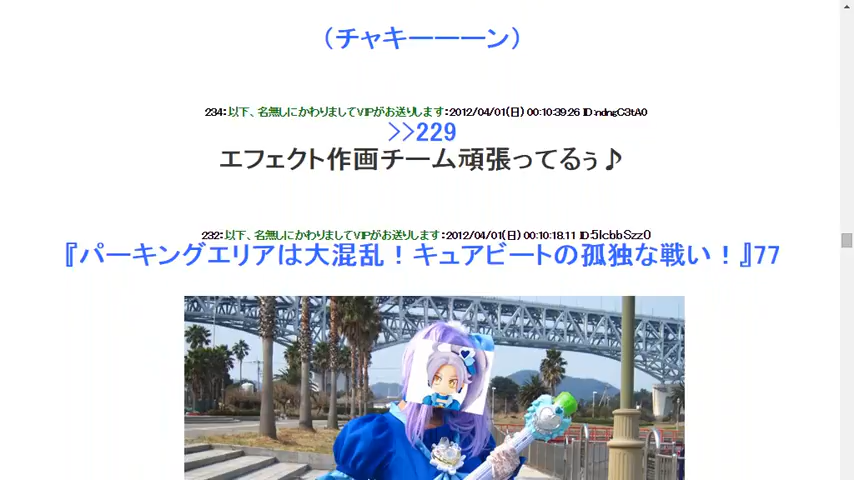 （チャキーーーン）
234：以下、名無しにかわりましてVIPがお送りします：2012/04/01(日) 00:10:39.26 ID:ndngC3tA0
>>229
エフェクト作画チーム頑張ってるぅ♪
232：以下、名無しにかわりましてVIPがお送りします：2012/04/01(日) 00:10:18.11 ID:5IcbbSzz0
『パーキングエリアは大混乱！キュアビートの孤独な戦い！』77